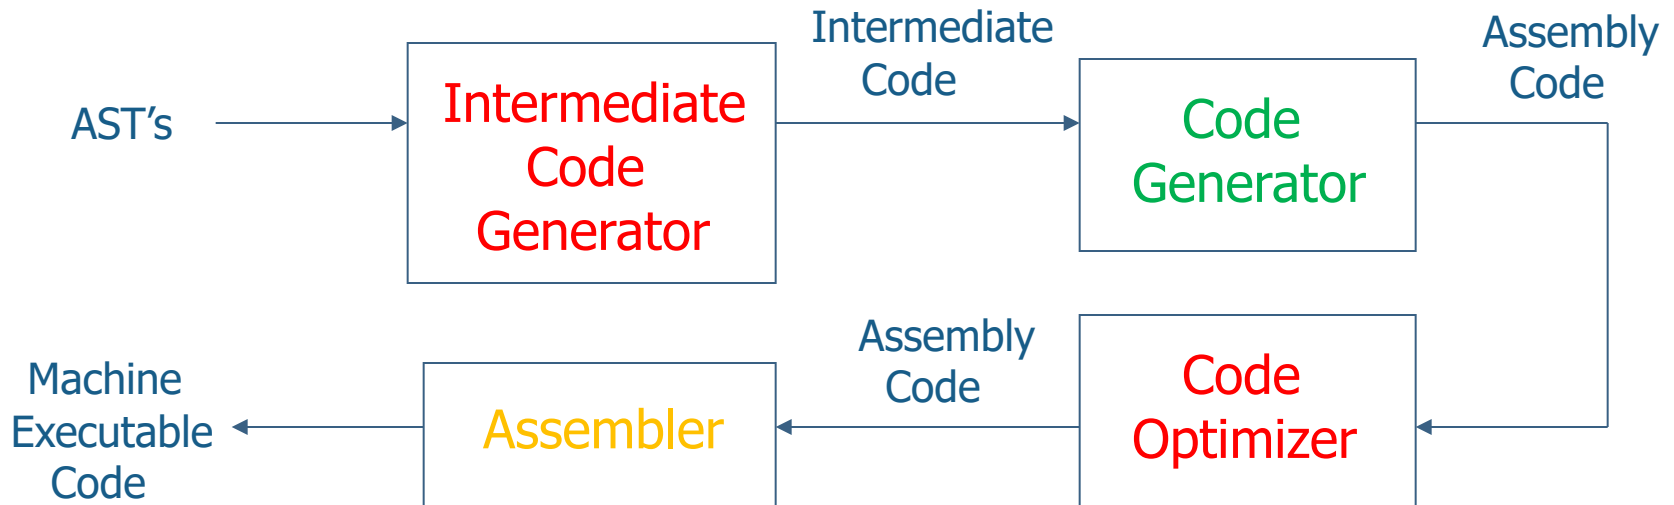 AST’s
Intermediate
Code
Generator
Intermediate
Code
Code
Generator
Assembly
Code
Code
Optimizer
Assembly
Code
Assembler
Machine
Executable
Code